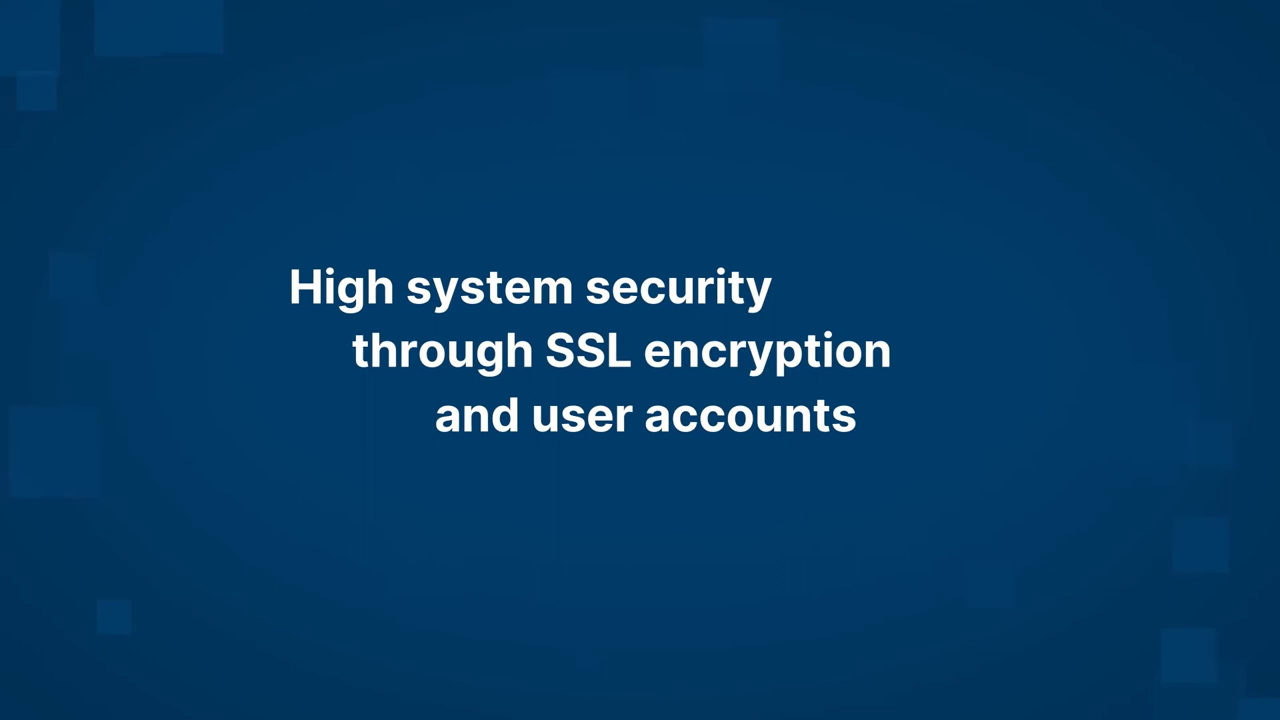 High system security
through SSL encryption
and user accounts